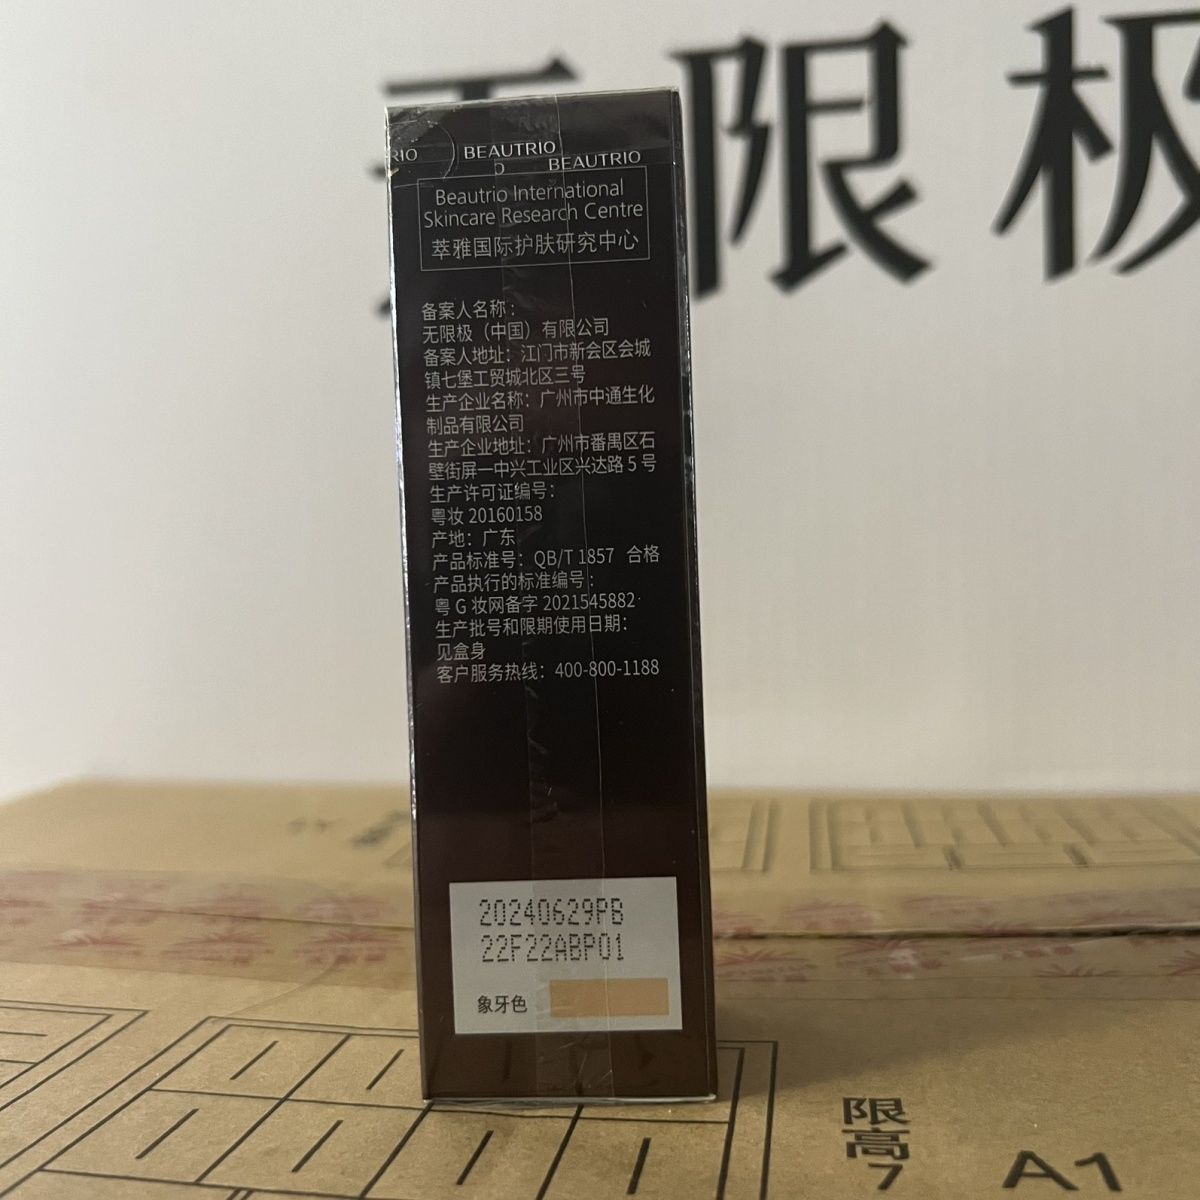 无限极
RIO
BEAUTRIO
BEAUTRIO
Beautrio International
Skincare Research Centre
萃雅国际护肤研究中心
备案人名称：
无限极（中国）有限公司
备案人地址：江门市新会区会城
镇七堡工贸城北区三号
生产企业名称：广州市中通生化
制品有限公司
生产企业地址：广州市番禺区石
壁街屏一中兴工业区兴达路 5 号
生产许可证编号：
粤妆 20160158
产地：广东
产品标准号：QB/T 1857 合格
产品执行的标准编号：
粤 G 妆网备字 2021545882
生产批号和限期使用日期：
见盒身
客户服务热线：400-800-1188
20240629PB
22F22ABP01
象牙色
限
高
7
A1